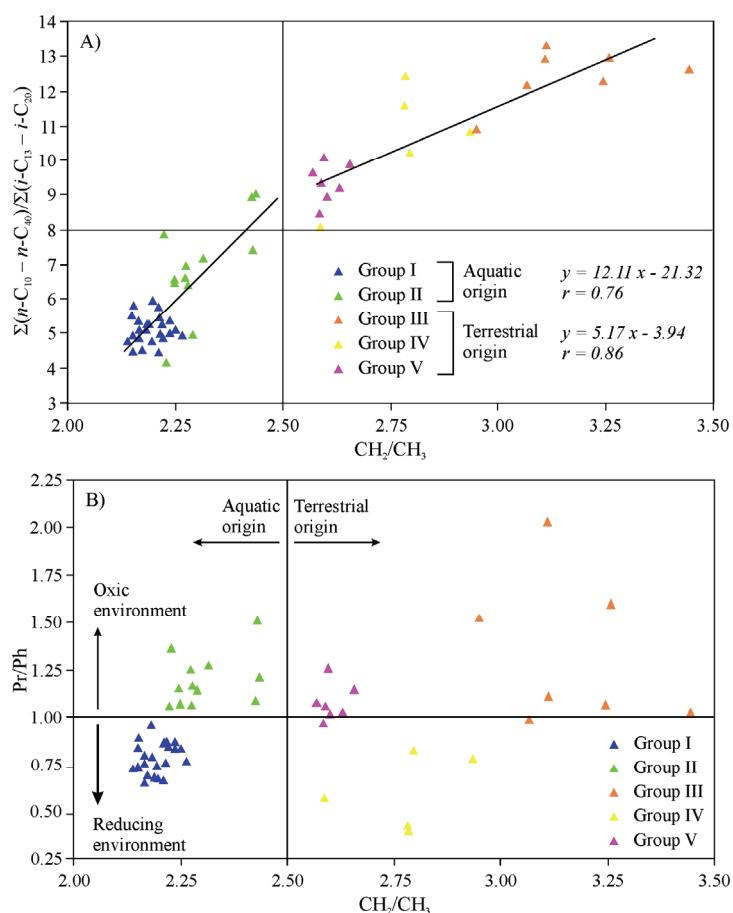 A)
Σ(n-C10 – n-C40)/Σ(i-C13 – i-C20)
14
13
12
11
10
9
8
7
6
5
4
3
Group I
Group II
Group III
Group IV
Group V
Aquatic
origin
Terrestrial
origin
y = 12.11 x - 21.32
r = 0.76
y = 5.17 x - 3.94
r = 0.86
2.00
2.25
2.50
2.75
3.00
3.25
3.50
CH2/CH3
B)
Pr/Ph
2.25
2.00
1.75
1.50
1.25
1.00
0.75
0.50
0.25
Aquatic
origin
Terrestrial
origin
Oxic
environment
Reducing
environment
Group I
Group II
Group III
Group IV
Group V
2.00
2.25
2.50
2.75
3.00
3.25
3.50
CH2/CH3